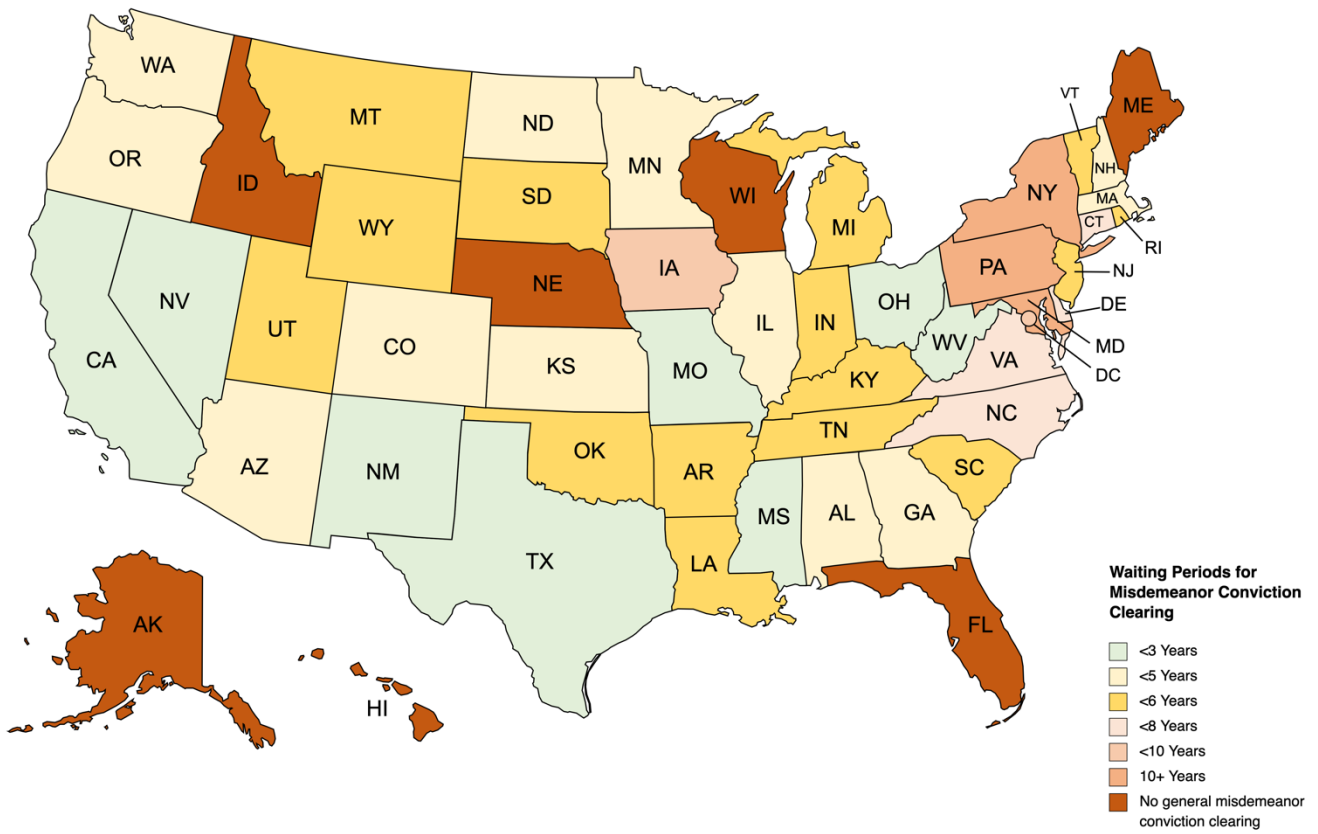 WA
MT
ND
MN
VT
ME
OR
ID
SD
WI
NH
NY
MA
CT
WY
MI
RI
NE
IA
PA
NJ
NV
OH
DE
UT
IL
IN
CA
CO
WV
MD
KS
MO
VA
DC
KY
NC
TN
AZ
NM
OK
AR
SC
MS
AL
GA
TX
LA
AK
FL
HI
Waiting Periods for
Misdemeanor Conviction
Clearing
<3 Years
<5 Years
<6 Years
<8 Years
<10 Years
10+ Years
No general misdemeanor
conviction clearing